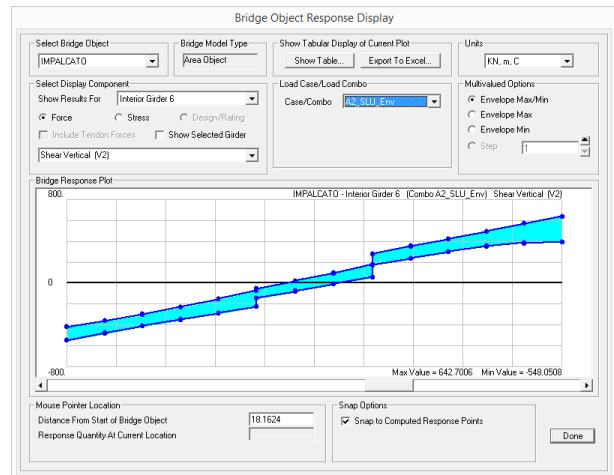 Bridge Object Response Display
Select Bridge Object
IMPALCATO
Bridge Model Type
Area Object
Show Tabular Display of Current Plot
Show Table...
Export To Excel...
Units
KN, m, C
Select Display Component
Show Results For
Interior Girder 6
Force
Stress
Design/Rating
Include Tendon Forces
Show Selected Girder
Shear Vertical (V2)
Load Case/Load Combo
Case/Combo
A2_SLU_Env
Multivalued Options
Envelope Max/Min
Envelope Max
Envelope Min
Step
1
Bridge Response Plot
800.
IMPALCATO - Interior Girder 6 (Combo A2_SLU_Env) Shear Vertical (V2)
0
-800.
Max Value = 642.7006 Min Value = -548.0508
Mouse Pointer Location
Distance From Start of Bridge Object
18.1624
Response Quantity At Current Location
Snap Options
Snap to Computed Response Points
Done